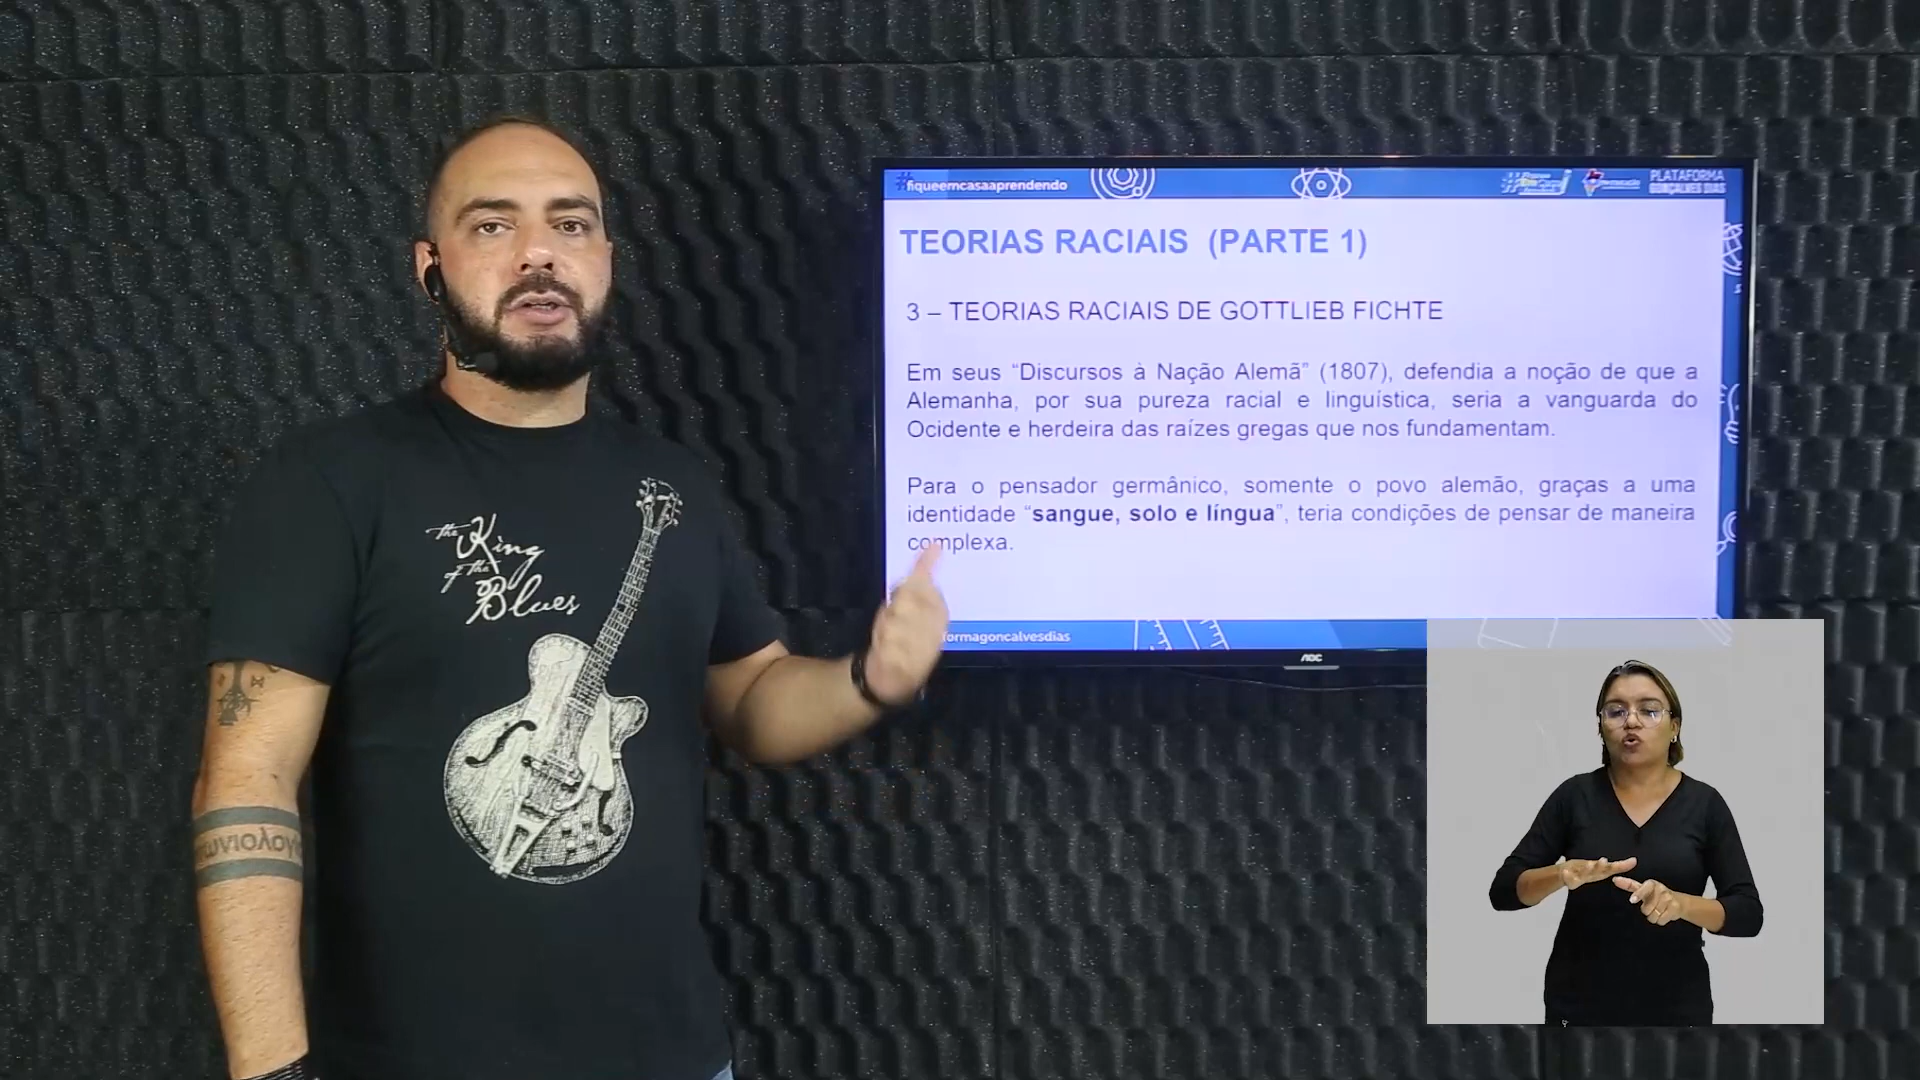 #fiqueemcasaaprendendo
PLATAFORMA
GONÇALVES DIAS
TEORIAS RACIAIS (PARTE 1)
3 – TEORIAS RACIAIS DE GOTTLIEB FICHTE
Em seus “Discursos à Nação Alemã” (1807), defendia a noção de que a
Alemanha, por sua pureza racial e linguística, seria a vanguarda do
Ocidente e herdeira das raízes gregas que nos fundamentam.
Para o pensador germânico, somente o povo alemão, graças a uma
identidade “sangue, solo e língua”, teria condições de pensar de maneira
complexa.
formagoncalvesdias
AOC
The King
of the
Blues